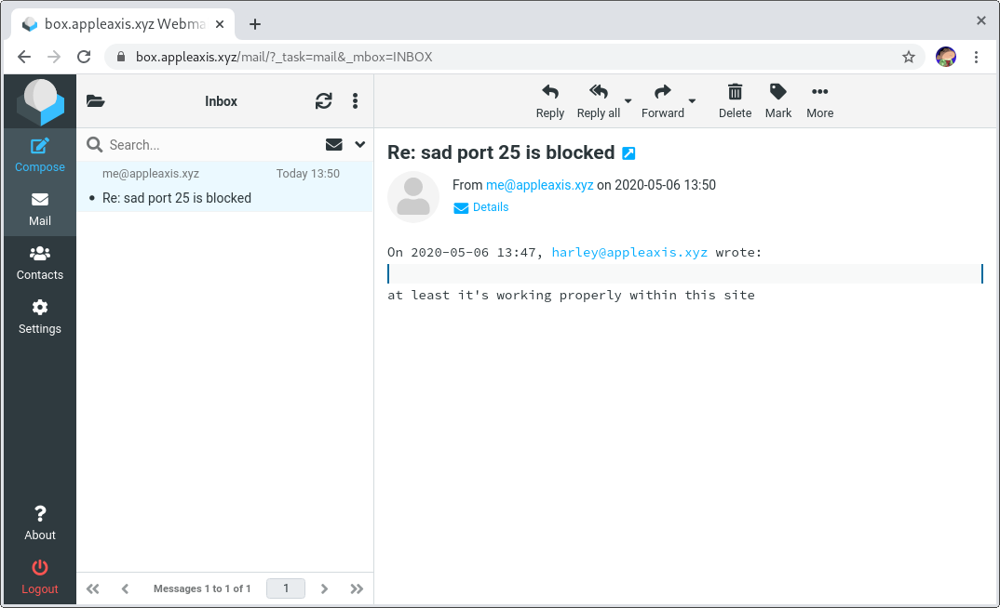 box.appleaxis.xyz Webma
box.appleaxis.xyz/mail/?_task=mail&_mbox=INBOX
Compose
Mail
Contacts
Settings
About
Logout
Inbox
Search...
me@appleaxis.xyz Today 13:50
• Re: sad port 25 is blocked
Messages 1 to 1 of 1 1
Reply Reply all Forward Delete Mark More
Re: sad port 25 is blocked
From me@appleaxis.xyz on 2020-05-06 13:50
Details
On 2020-05-06 13:47, harley@appleaxis.xyz wrote:
at least it's working properly within this site